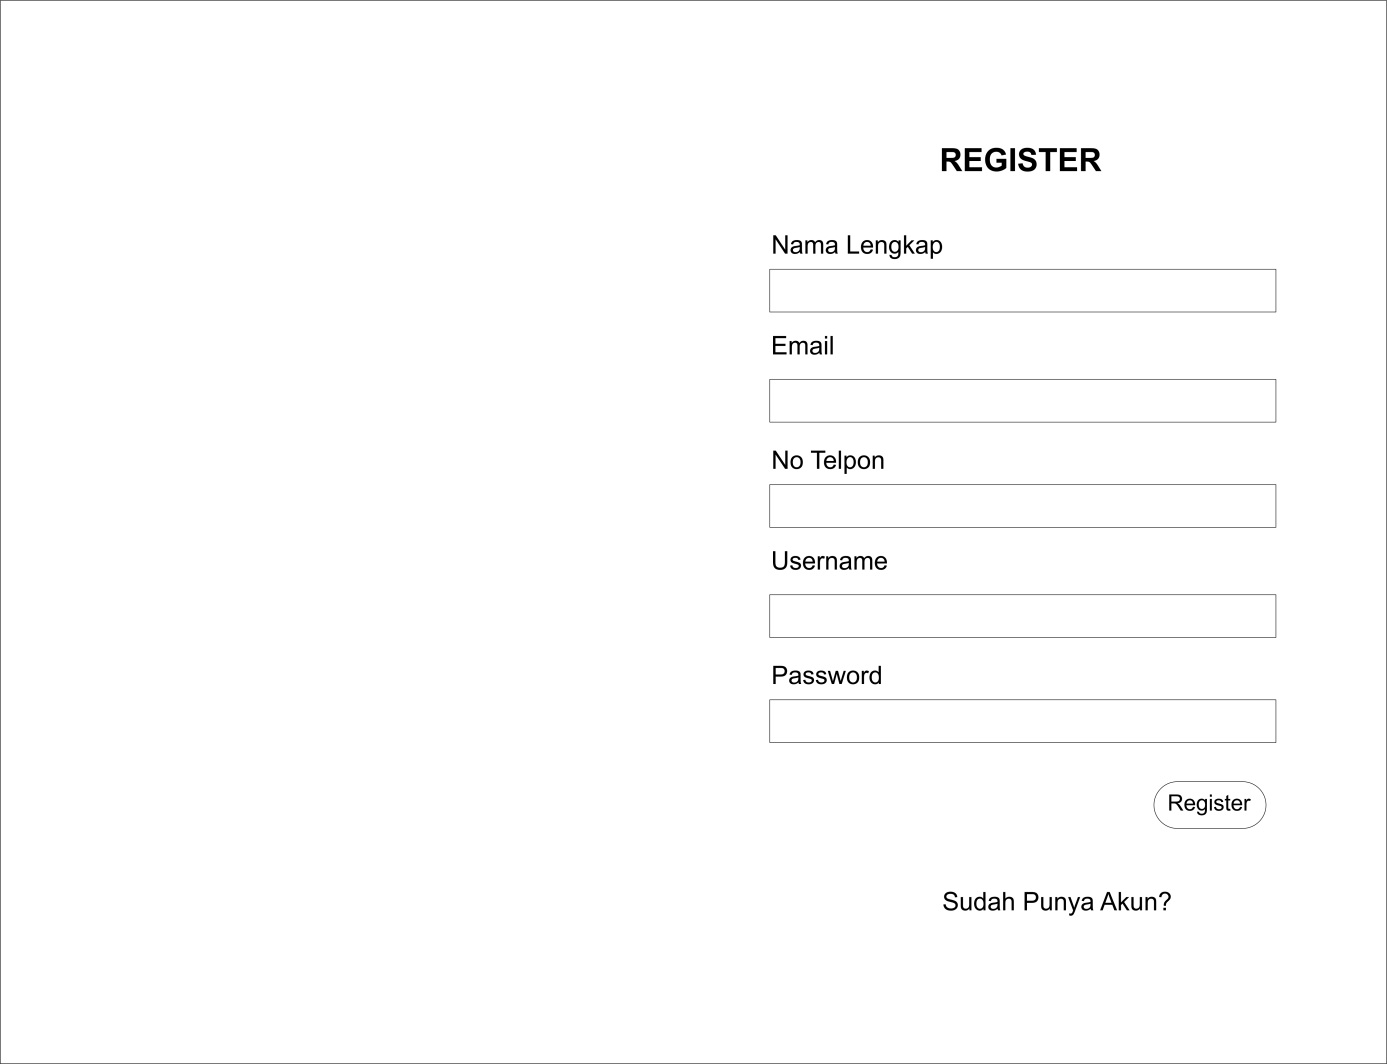 REGISTER
Nama Lengkap
Email
No Telpon
Username
Password
Register
Sudah Punya Akun?